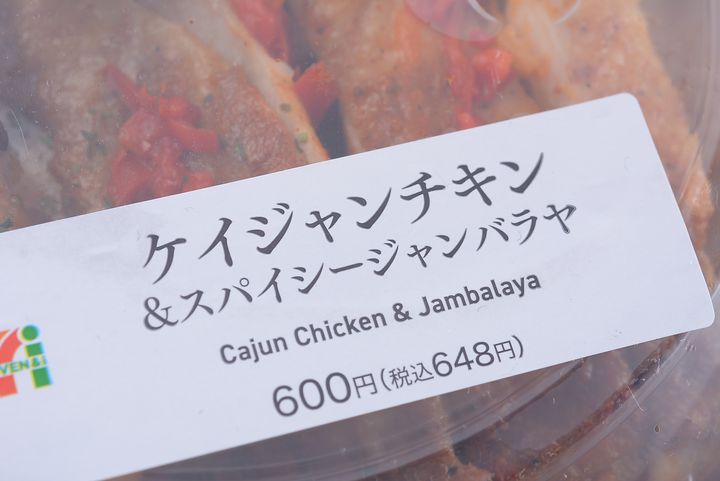 ケイジャンチキン
&スパイシージャンバラヤ
Cajun Chicken & Jambalaya
600円(税込648円)
VEN&i